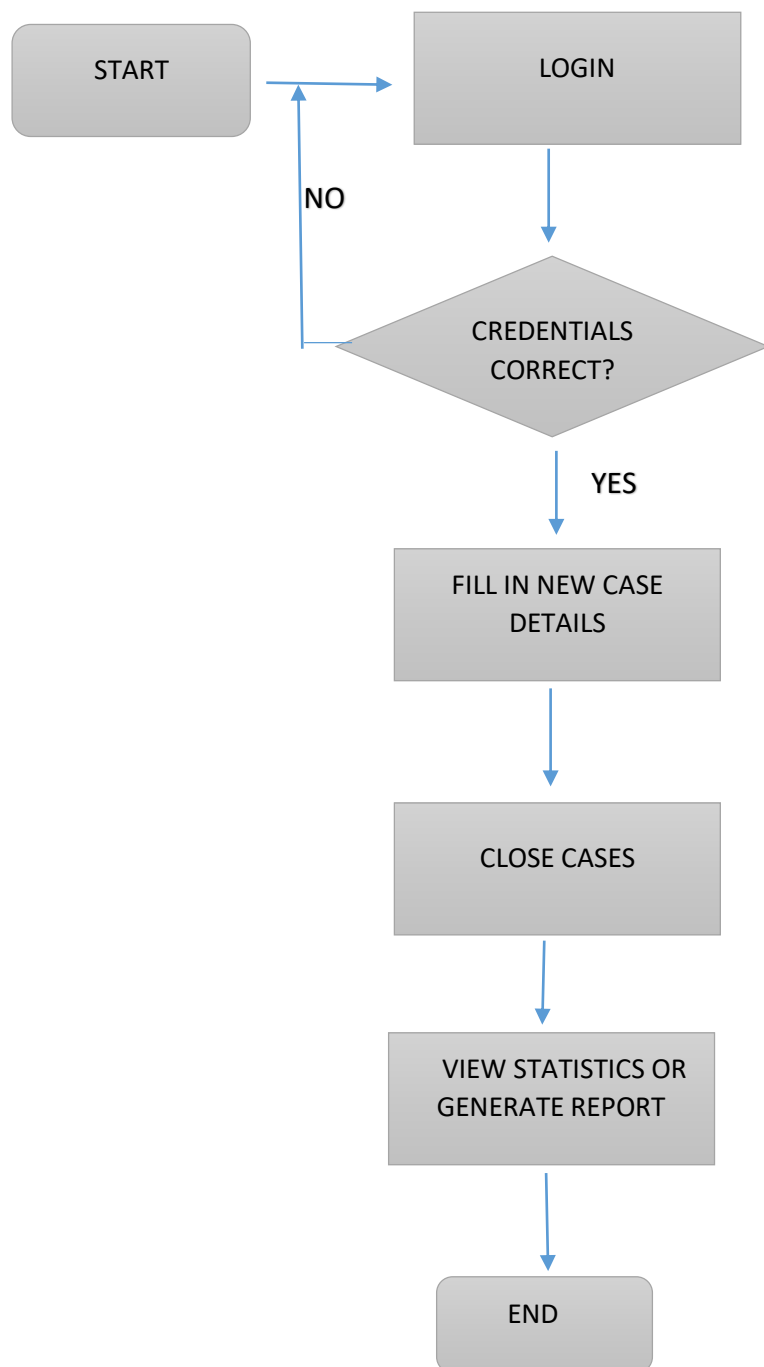 START
LOGIN
NO
CREDENTIALS
CORRECT?
YES
FILL IN NEW CASE
DETAILS
CLOSE CASES
VIEW STATISTICS OR
GENERATE REPORT
END